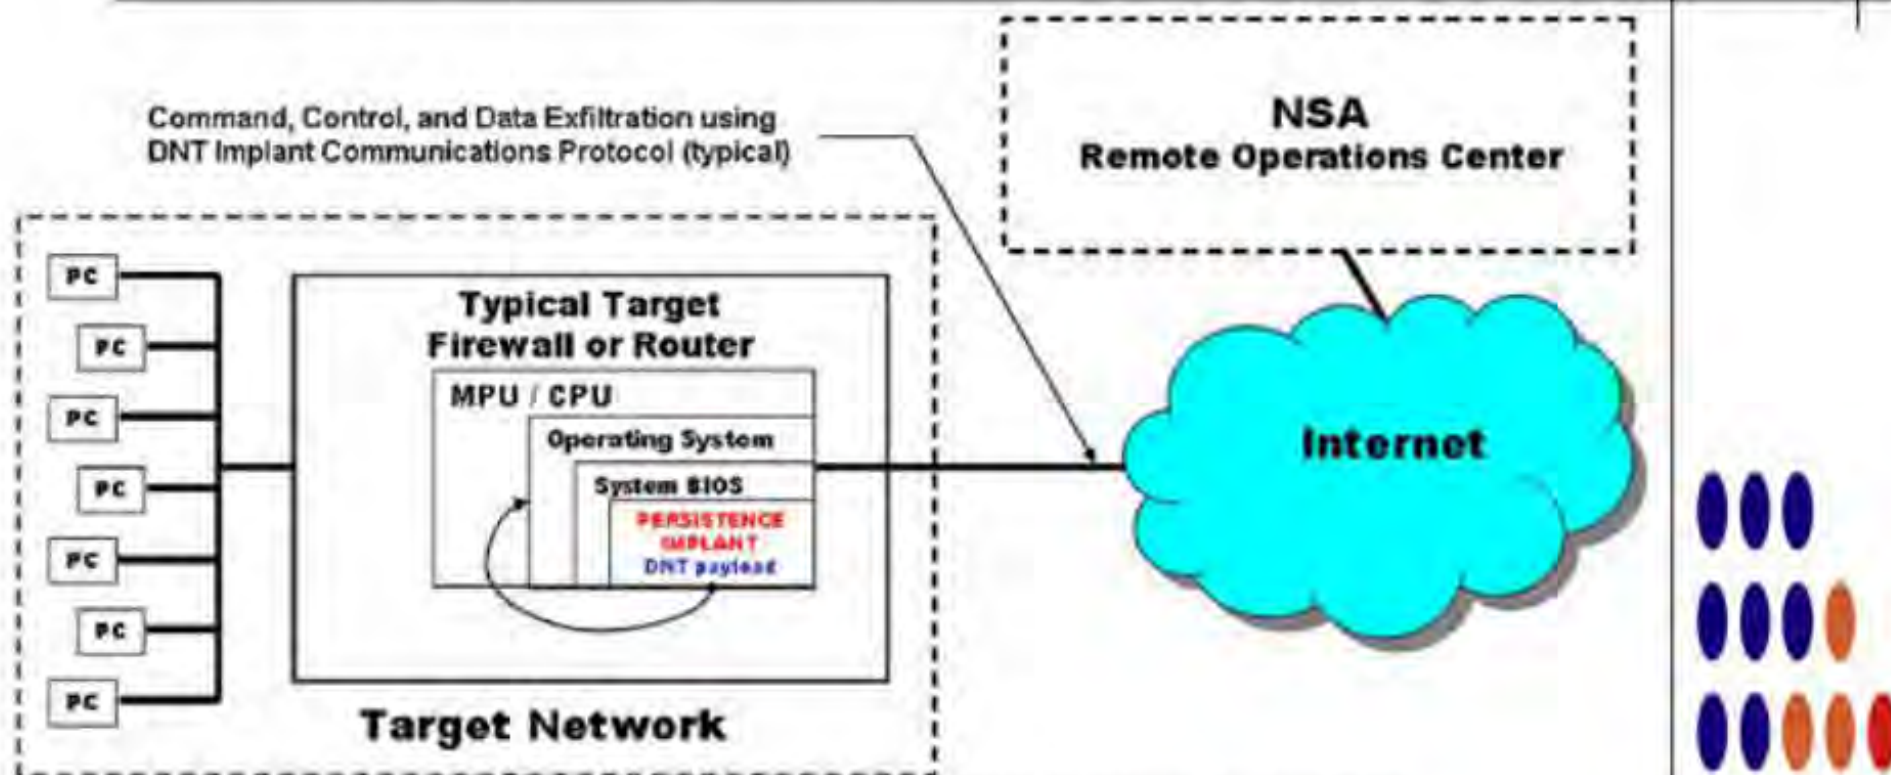 Command, Control, and Data Exfiltration using
DNT Implant Communications Protocol (typical)
NSA
Remote Operations Center
PC
PC
PC
PC
PC
PC
PC
Typical Target
Firewall or Router
MPU / CPU
Operating System
System BIOS
PERSISTENCE
IMPLANT
DNT payload
Internet
Target Network